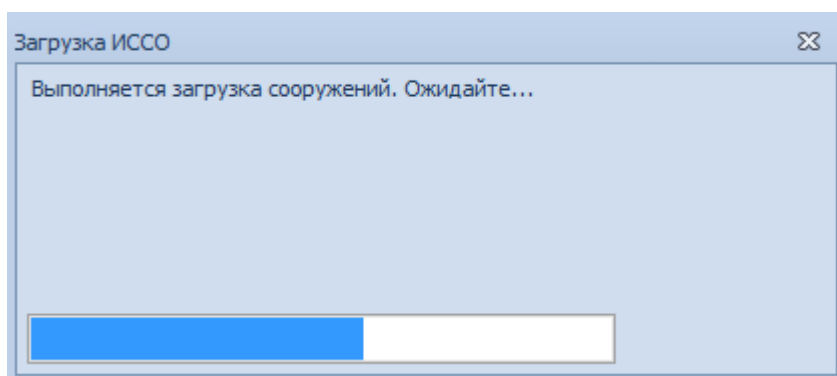 Загрузка ИССО
Выполняется загрузка сооружений. Ожидайте...